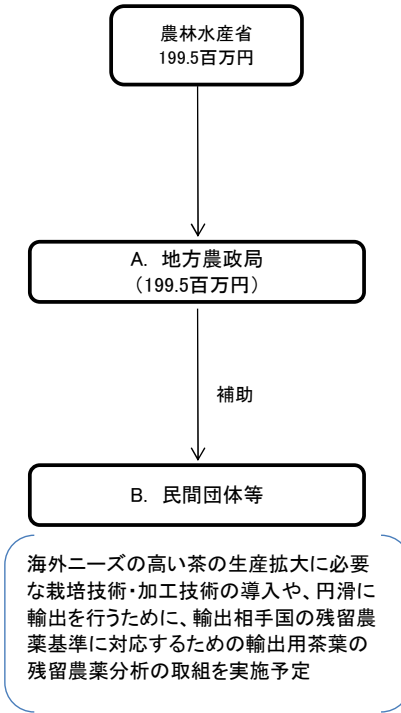 農林水産省
199.5百万円
A. 地方農政局
（199.5百万円）
補助
B. 民間団体等
海外ニーズの高い茶の生産拡大に必要
な栽培技術・加工技術の導入や、円滑に
輸出を行うために、輸出相手国の残留農
薬基準に対応するための輸出用茶葉の
残留農薬分析の取組を実施予定